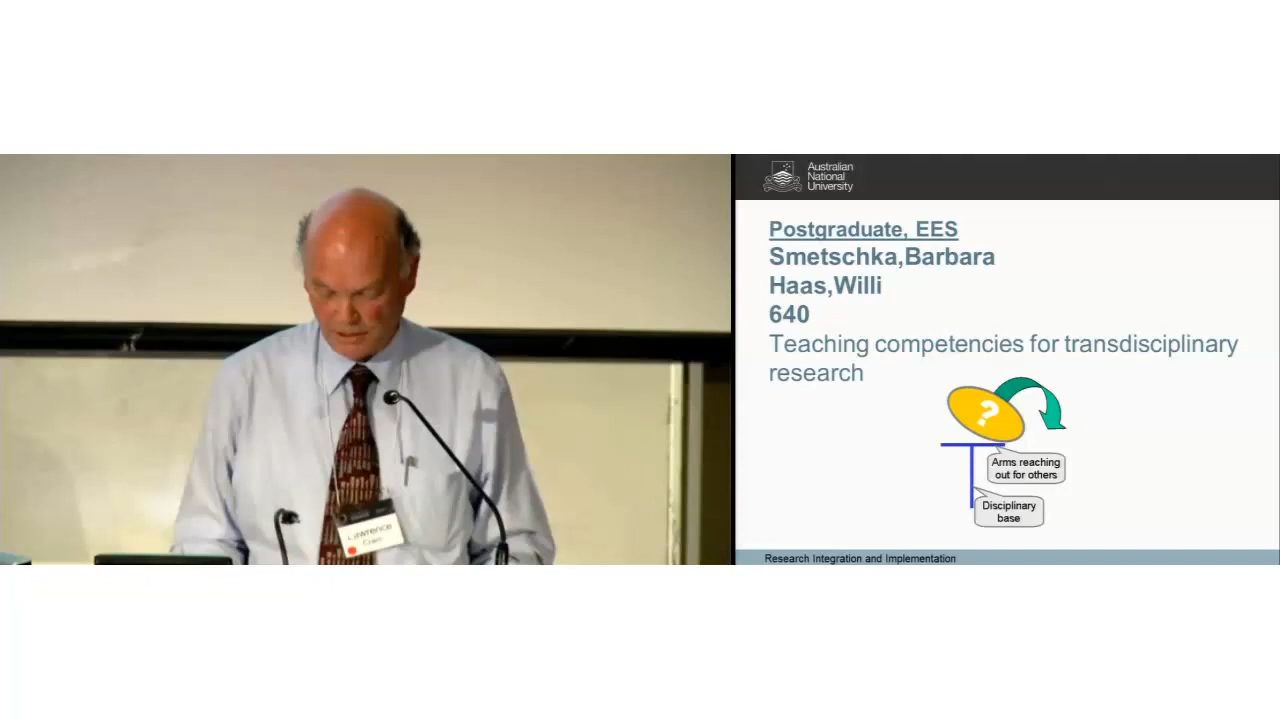 Lawrence
Australian
National
University
Postgraduate, EES
Smetschka,Barbara
Haas,Willi
640
Teaching competencies for transdisciplinary
research
?
Arms reaching
out for others
Disciplinary
base
Research Integration and Implementation